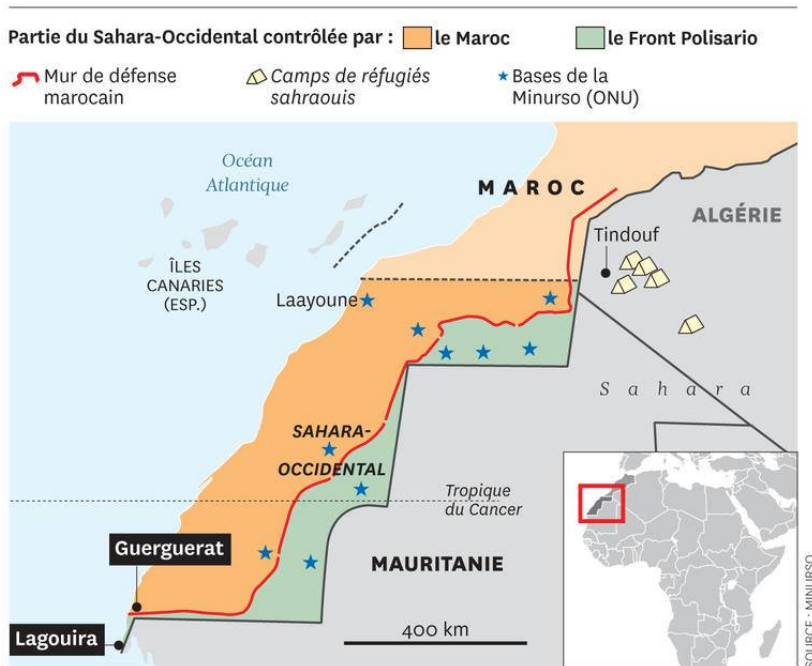 Partie du Sahara-Occidental contrôlée par : le Maroc le Front Polisario
Mur de défense
marocain
Camps de réfugiés
sahraouis
Bases de la
Minurso (ONU)
Océan
Atlantique
MAROC
ALGÉRIE
Tindouf
ÎLES
CANARIES
(ESP.)
Laayoune
Sahara
SAHARA-
OCCIDENTAL
Tropique
du Cancer
Guerguerat
MAURITANIE
Lagouira
400 km
SOURCE : MINURSO